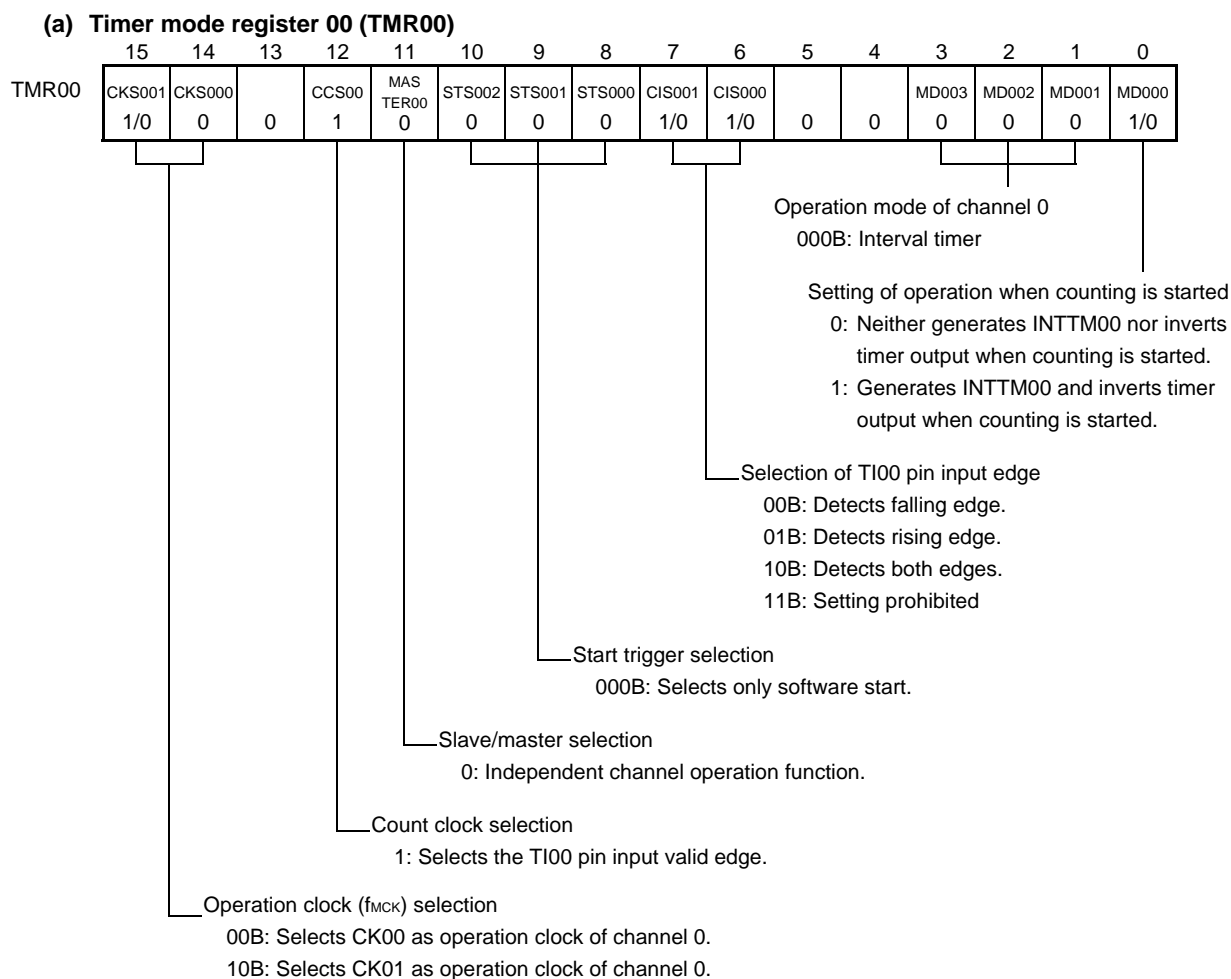 (a) Timer mode register 00 (TMR00)
15 14 13 12 11 10 9 8 7 6 5 4 3 2 1 0
TMR00 CKS001 CKS000 CCS00 MAS TER00 STS002 STS001 STS000 CIS001 CIS000 MD003 MD002 MD001 MD000
1/0 0 0 1 0 0 0 0 1/0 1/0 0 0 0 0 0 1/0
Operation mode of channel 0
000B: Interval timer
Setting of operation when counting is started
0: Neither generates INTTM00 nor inverts
timer output when counting is started.
1: Generates INTTM00 and inverts timer
output when counting is started.
Selection of TI00 pin input edge
00B: Detects falling edge.
01B: Detects rising edge.
10B: Detects both edges.
11B: Setting prohibited
Start trigger selection
000B: Selects only software start.
Slave/master selection
0: Independent channel operation function.
Count clock selection
1: Selects the TI00 pin input valid edge.
Operation clock (fMCK) selection
00B: Selects CK00 as operation clock of channel 0.
10B: Selects CK01 as operation clock of channel 0.